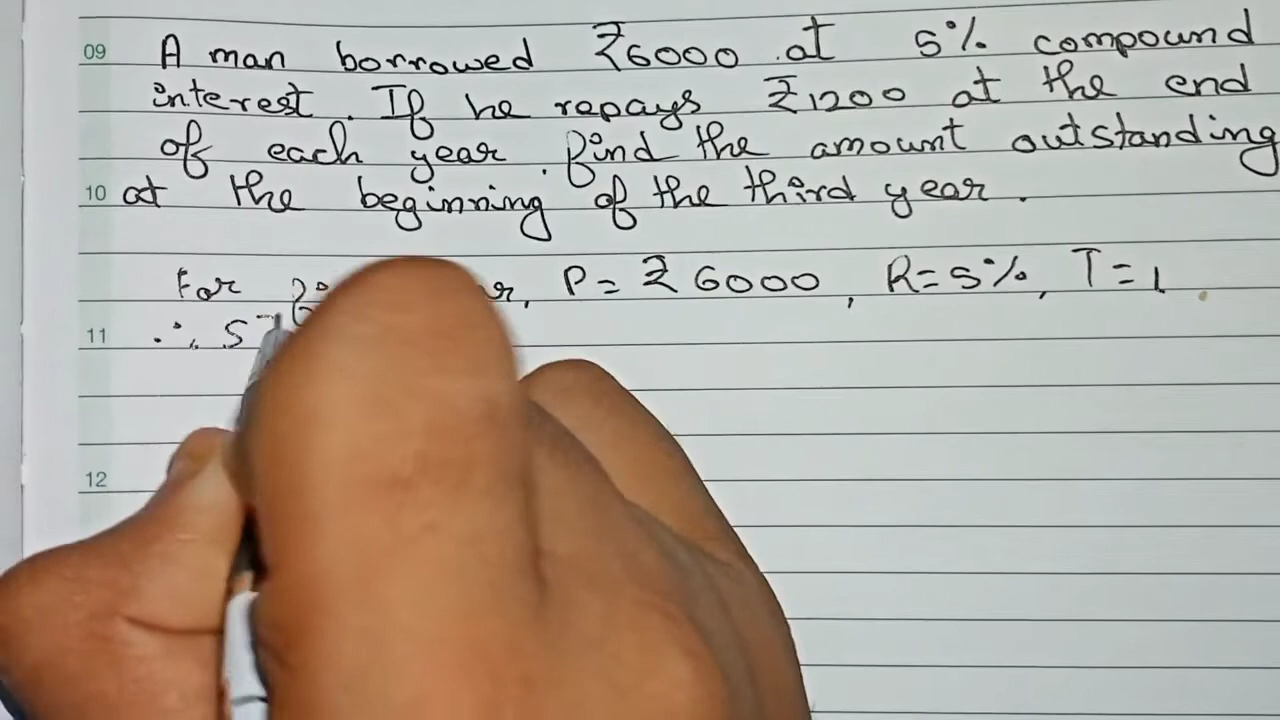 09 A man borrowed ₹6000 at 5% compound
interest. If he repays ₹1200 at the end
of each year. find the amount outstanding
10 at the beginning of the third year.
For P = ₹ 6000, R=5%, T=1
11 ∴ S
12